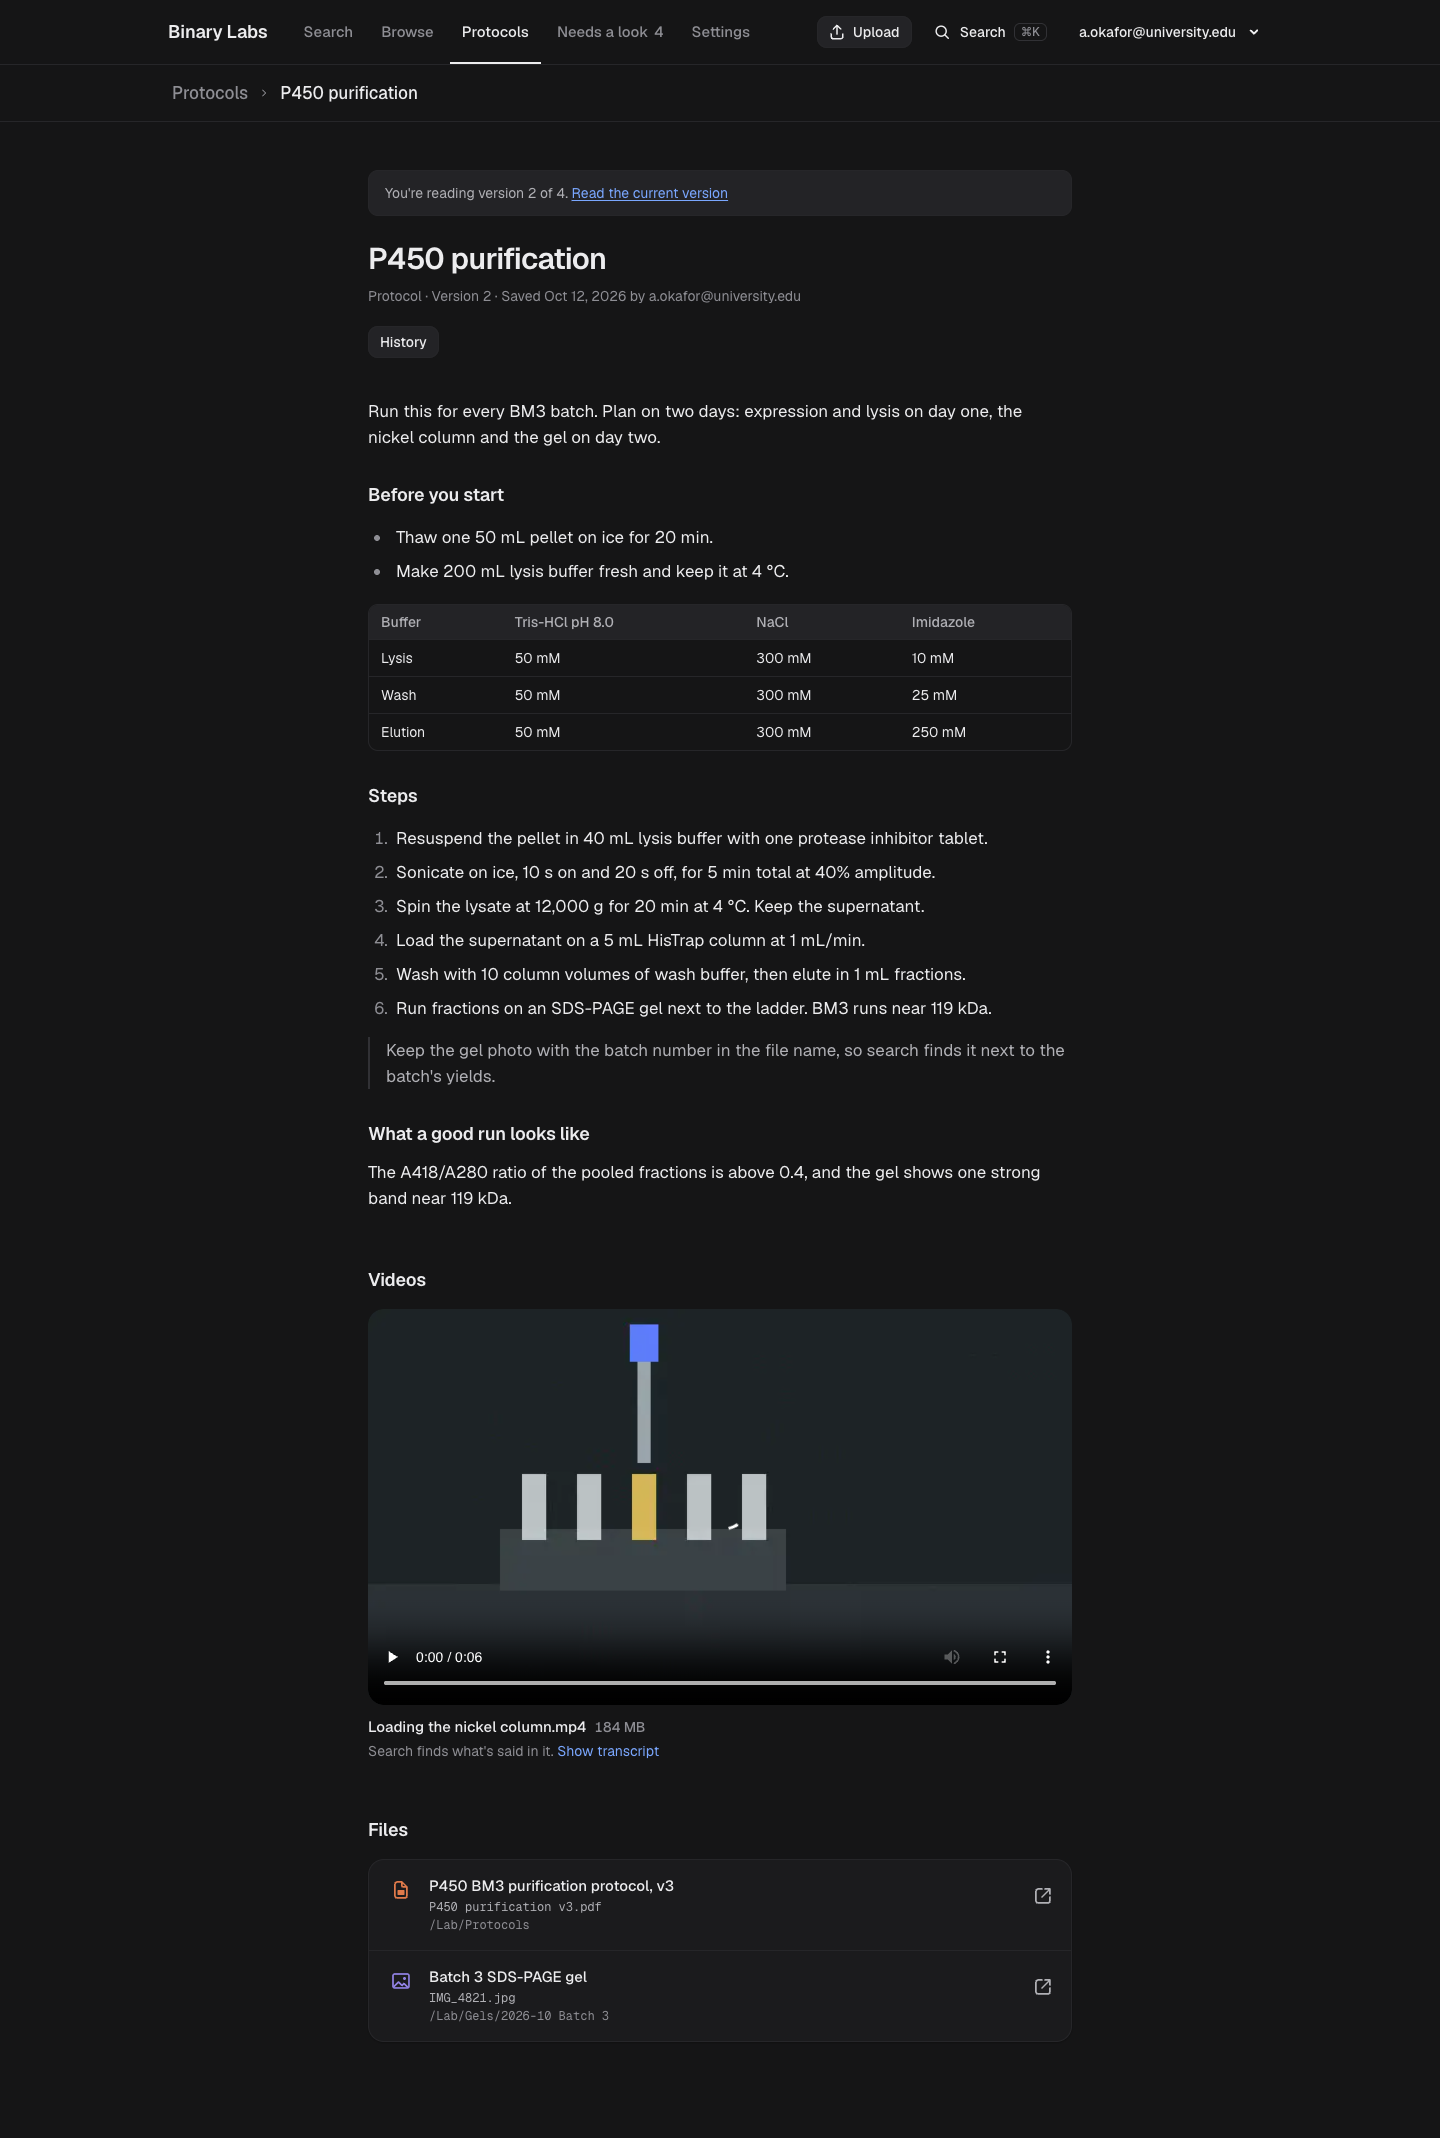 Binary Labs
Search
Browse
Protocols
Needs a look 4
Settings
Upload
Search ⌘K
a.okafor@university.edu
Protocols › P450 purification
You're reading version 2 of 4. Read the current version
P450 purification
Protocol · Version 2 · Saved Oct 12, 2026 by a.okafor@university.edu
History
Run this for every BM3 batch. Plan on two days: expression and lysis on day one, the
nickel column and the gel on day two.
Before you start
• Thaw one 50 mL pellet on ice for 20 min.
• Make 200 mL lysis buffer fresh and keep it at 4 °C.
Buffer Tris-HCl pH 8.0 NaCl Imidazole
Lysis 50 mM 300 mM 10 mM
Wash 50 mM 300 mM 25 mM
Elution 50 mM 300 mM 250 mM
Steps
1. Resuspend the pellet in 40 mL lysis buffer with one protease inhibitor tablet.
2. Sonicate on ice, 10 s on and 20 s off, for 5 min total at 40% amplitude.
3. Spin the lysate at 12,000 g for 20 min at 4 °C. Keep the supernatant.
4. Load the supernatant on a 5 mL HisTrap column at 1 mL/min.
5. Wash with 10 column volumes of wash buffer, then elute in 1 mL fractions.
6. Run fractions on an SDS-PAGE gel next to the ladder. BM3 runs near 119 kDa.
Keep the gel photo with the batch number in the file name, so search finds it next to the
batch's yields.
What a good run looks like
The A418/A280 ratio of the pooled fractions is above 0.4, and the gel shows one strong
band near 119 kDa.
Videos
0:00 / 0:06
Loading the nickel column.mp4 184 MB
Search finds what's said in it. Show transcript
Files
P450 BM3 purification protocol, v3
P450 purification v3.pdf
/Lab/Protocols
Batch 3 SDS-PAGE gel
IMG_4821.jpg
/Lab/Gels/2026-10 Batch 3